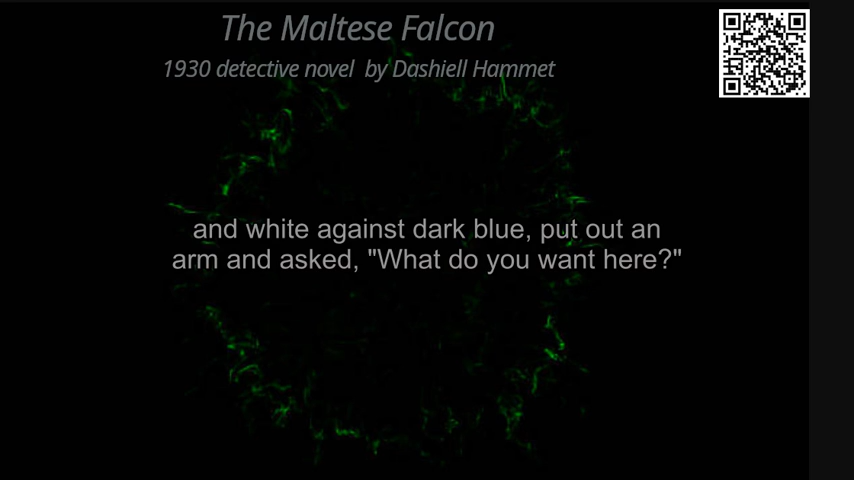 The Maltese Falcon
1930 detective novel  by Dashiell Hammet
and white against dark blue, put out an
arm and asked, "What do you want here?"